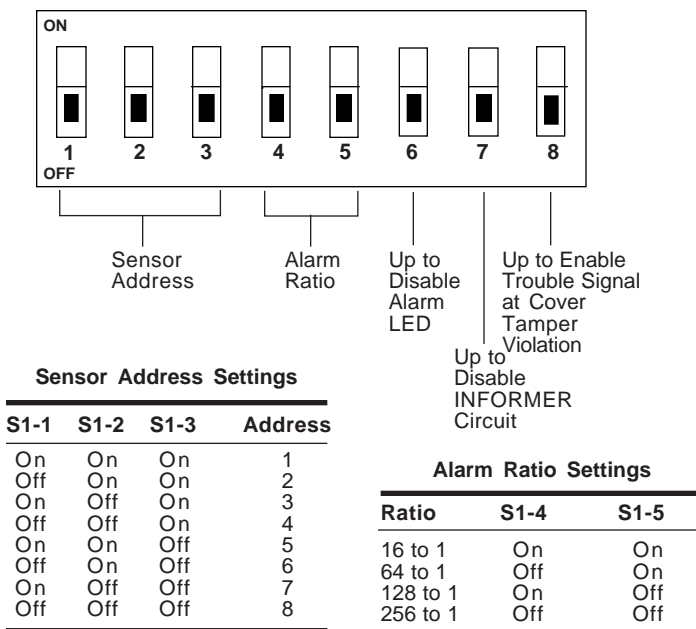 ON
1 2 3 4 5 6 7 8
OFF
Sensor
Address
Alarm
Ratio
Up to
Disable
Alarm
LED
Up to
Disable
INFORMER
Circuit
Up to Enable
Trouble Signal
at Cover
Tamper
Violation
Sensor Address Settings
S1-1 S1-2 S1-3 Address
On On On 1
Off On On 2
On Off On 3
Off Off On 4
On On Off 5
Off On Off 6
On Off Off 7
Off Off Off 8
Alarm Ratio Settings
Ratio S1-4 S1-5
16 to 1 On On
64 to 1 Off On
128 to 1 On Off
256 to 1 Off Off